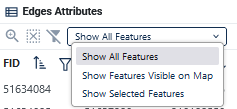 Edges Attributes
Show All Features
FID
Show All Features
Show Features Visible on Map
51634084
Show Selected Features